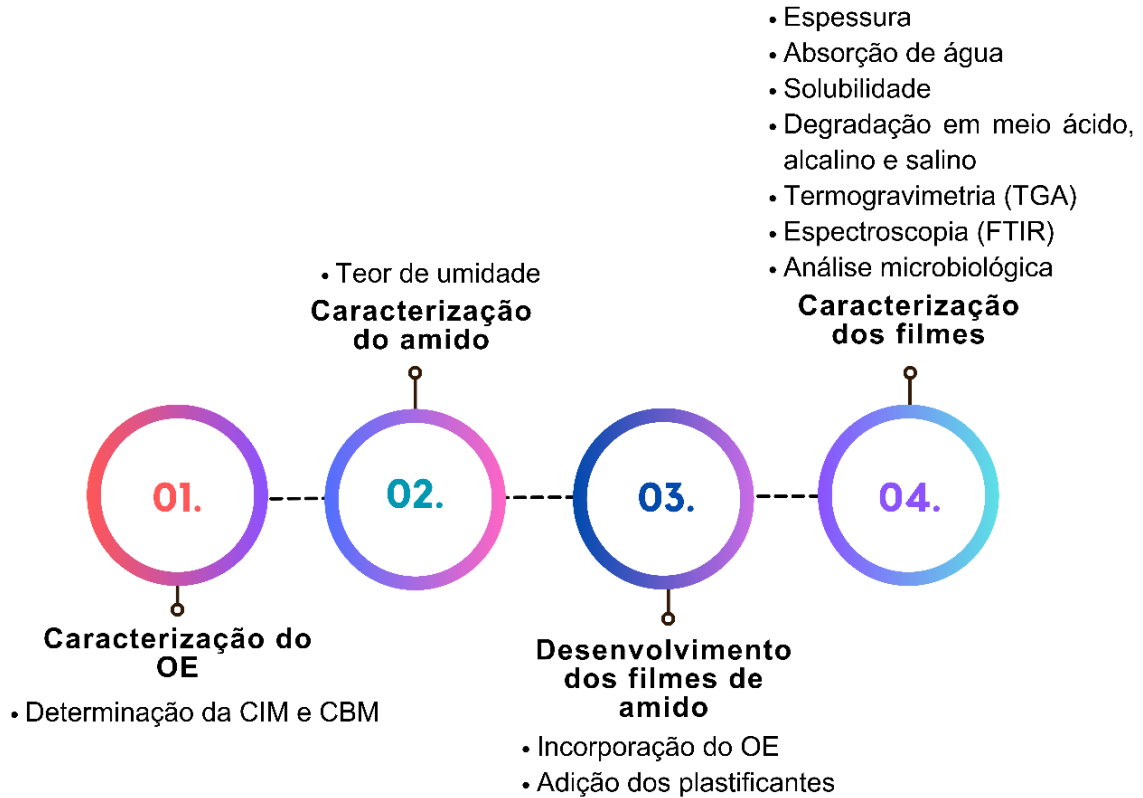 01.
Caracterização do
OE
• Determinação da CIM e CBM
• Teor de umidade
Caracterização
do amido
02.
03.
Desenvolvimento
dos filmes de
amido
• Incorporação do OE
• Adição dos plastificantes
• Espessura
• Absorção de água
• Solubilidade
• Degradação em meio ácido,
alcalino e salino
• Termogravimetria (TGA)
• Espectroscopia (FTIR)
• Análise microbiológica
Caracterização
dos filmes
04.